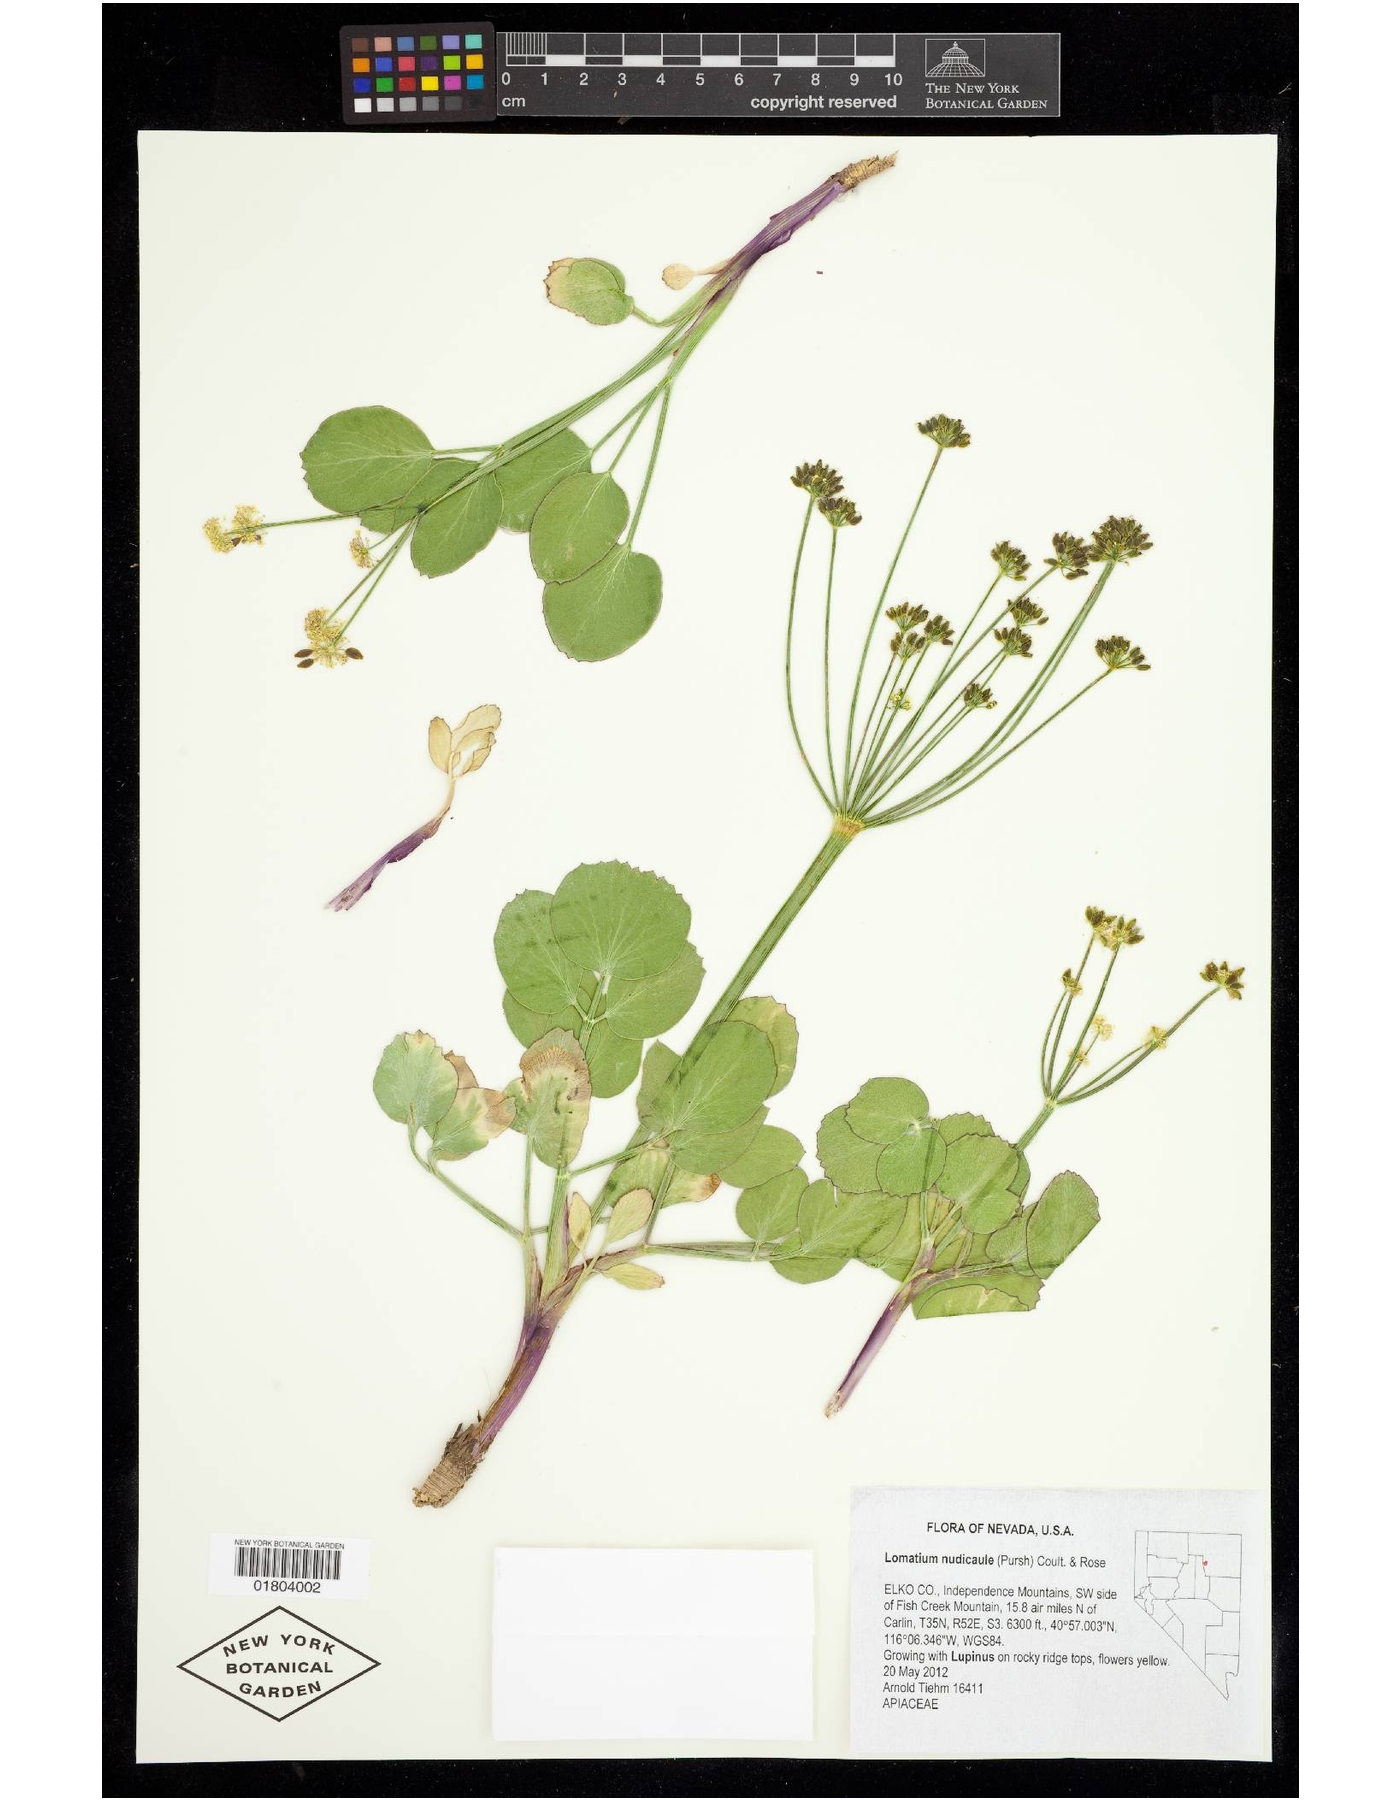 0 1 2 3 4 5 6 7 8 9 10
cm
copyright reserved
THE NEW YORK
BOTANICAL GARDEN
FLORA OF NEVADA, U.S.A.
Lomatium nudicaule (Pursh) Coult. & Rose
ELKO CO., Independence Mountains, SW side
of Fish Creek Mountain, 15.8 air miles N of
Carlin, T35N, R52E, S3. 6300 ft., 40°57.003"N,
116°06.346"W, WGS84.
Growing with Lupinus on rocky ridge tops, flowers yellow.
20 May 2012
Arnold Tiehm 16411
APIACEAE
NEW YORK BOTANICAL GARDEN
01804002
NEW YORK
BOTANICAL
GARDEN